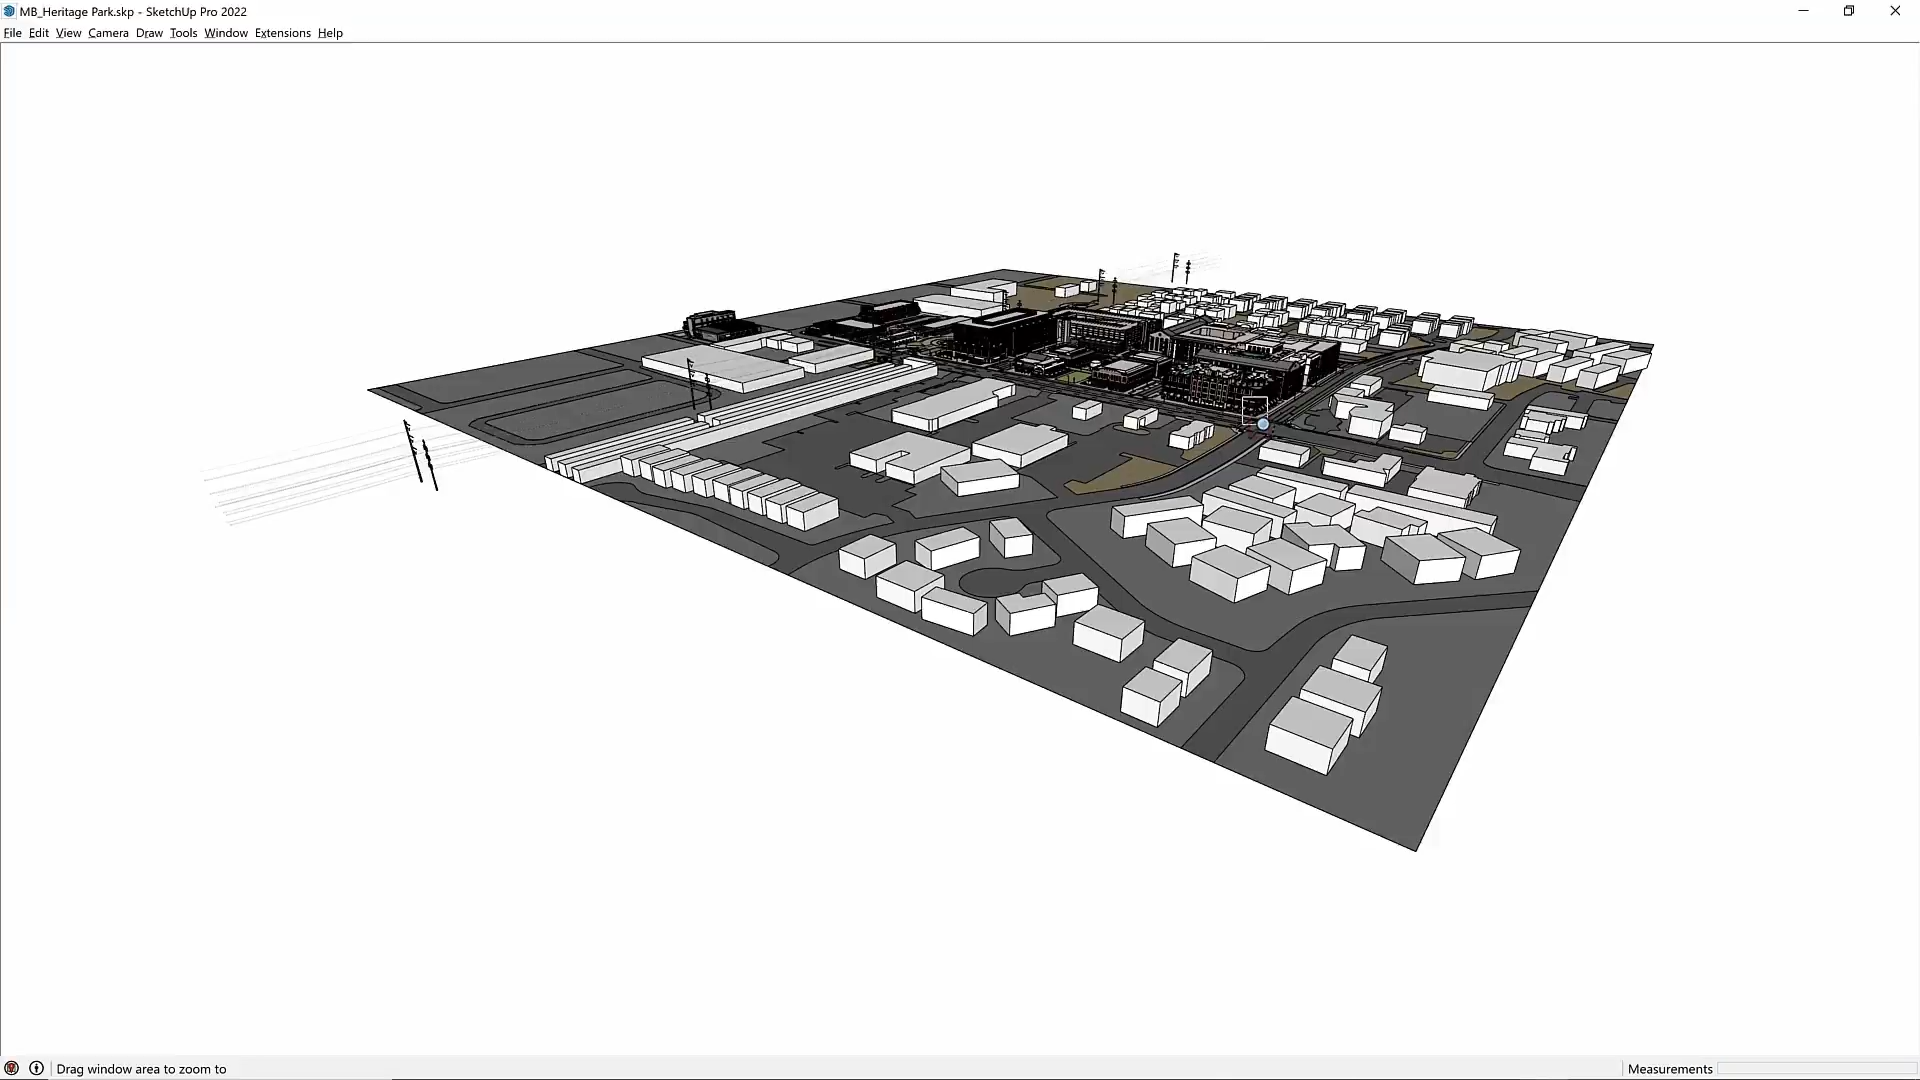 MB_Heritage Park.skp - SketchUp Pro 2022
File Edit View Camera Draw Tools Window Extensions Help
Drag window area to zoom to
Measurements